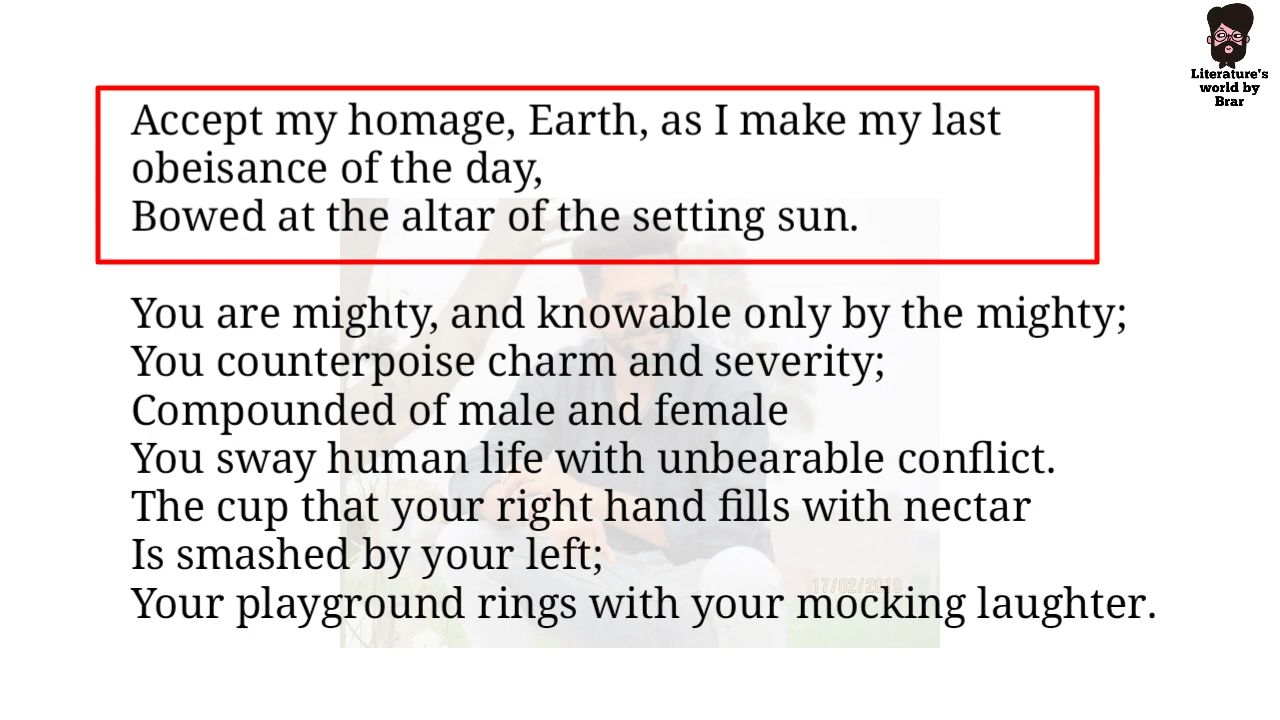 Literature's
world by
Brar
Accept my homage, Earth, as I make my last
obeisance of the day,
Bowed at the altar of the setting sun.
You are mighty, and knowable only by the mighty;
You counterpoise charm and severity;
Compounded of male and female
You sway human life with unbearable conflict.
The cup that your right hand fills with nectar
Is smashed by your left;
Your playground rings with your mocking laughter.